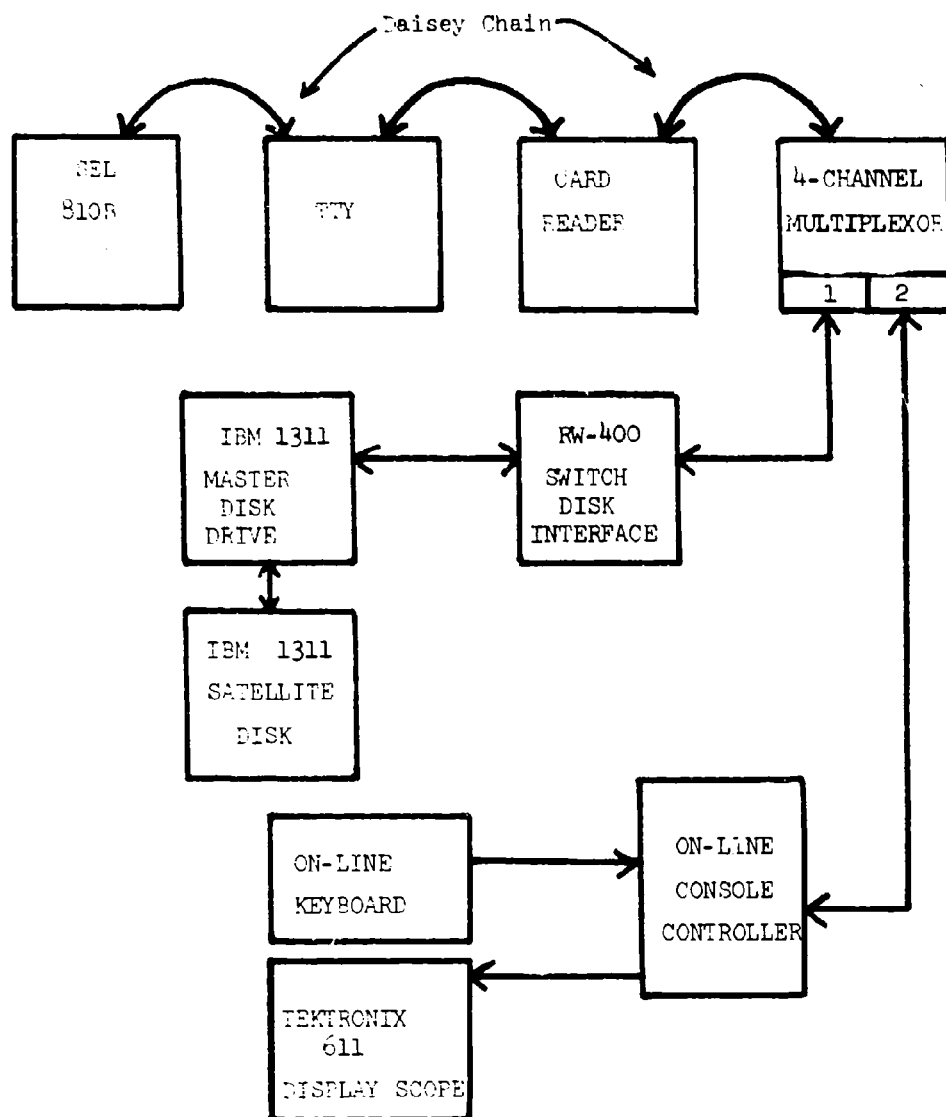 Daisey Chain
SEL
810B
TTY
CARD
READER
4-CHANNEL
MULTIPLEXOR
1
2
IBM 1311
MASTER
DISK
DRIVE
RW-400
SWITCH
DISK
INTERFACE
IBM 1311
SATELLITE
DISK
ON-LINE
KEYBOARD
ON-LINE
CONSOLE
CONTROLLER
TEKTRONIX
611
DISPLAY SCOPE